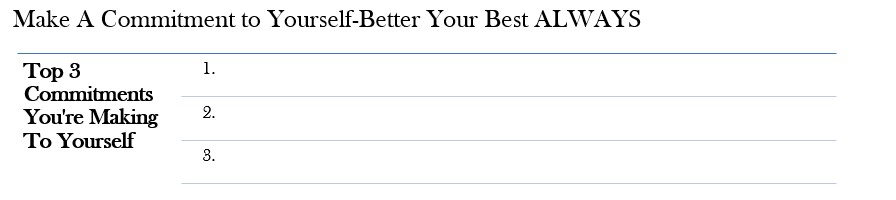 Make A Commitment to Yourself-Better Your Best ALWAYS
Top 3
Commitments
You're Making
To Yourself
1.
2.
3.